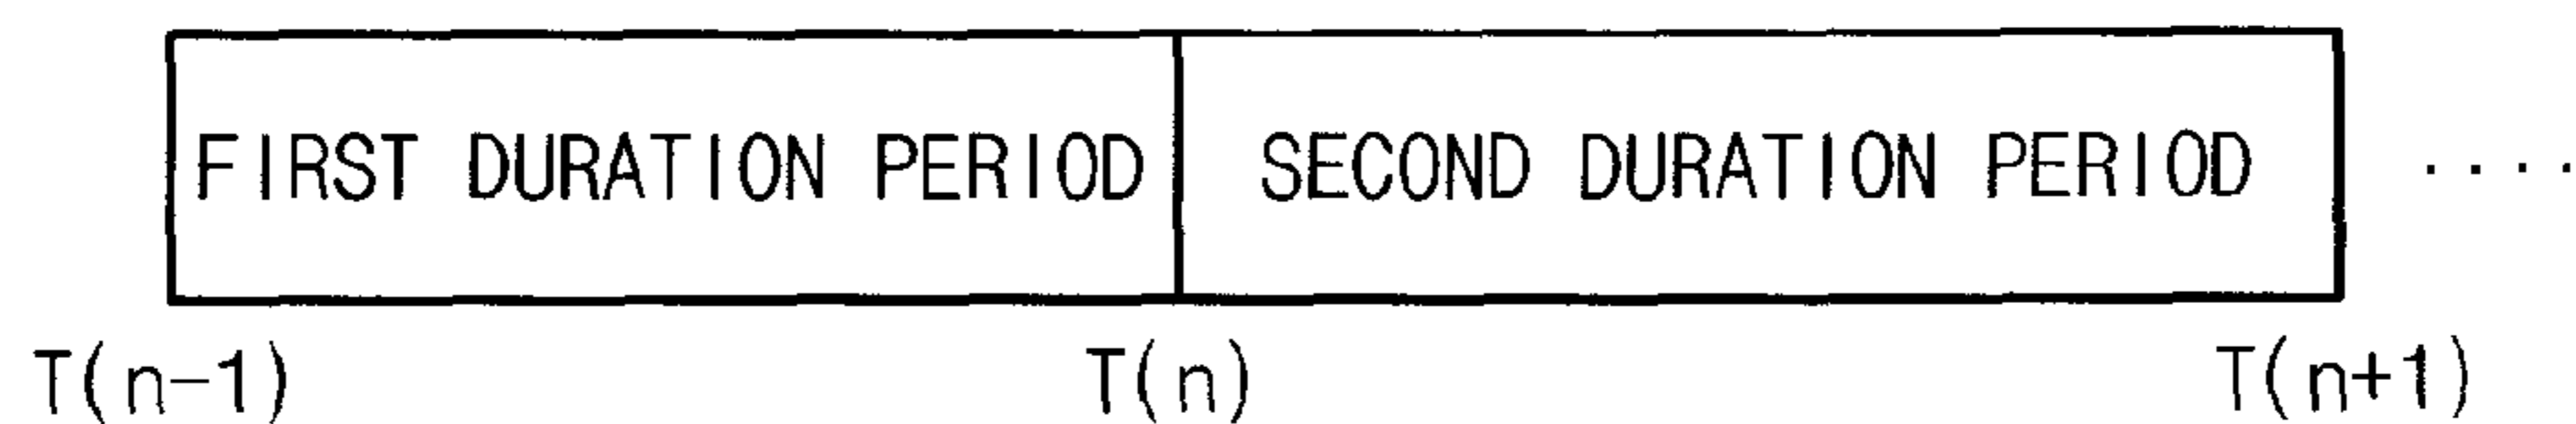 FIRST DURATION PERIOD SECOND DURATION PERIOD ....
T(n-1) T(n) T(n+1)